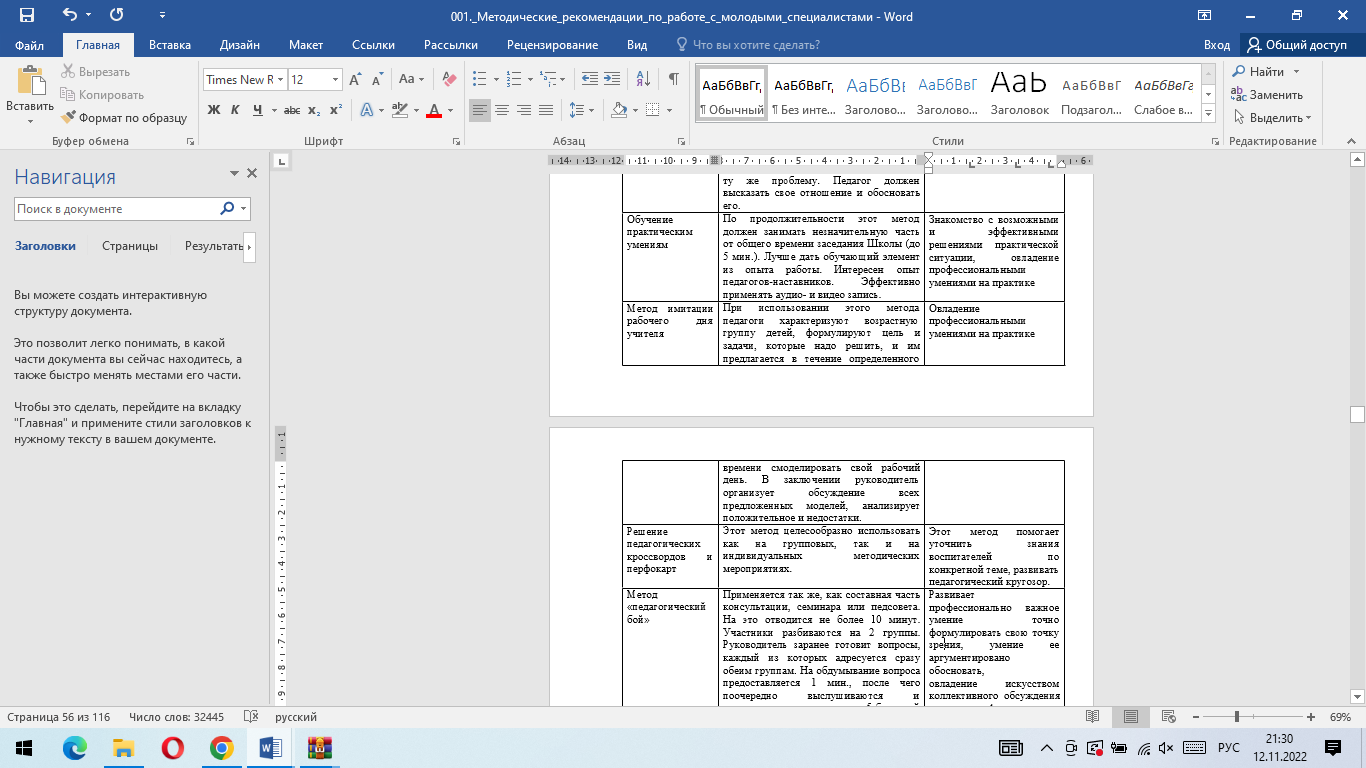 001._Методические_рекомендации_по_работе_с_молодыми_специалистами - Word
Файл
Главная
Вставка
Дизайн
Макет
Ссылки
Рассылки
Рецензирование
Вид
Что вы хотите сделать?
Вход
Общий доступ
Вставить
Вырезать
Копировать
Формат по образцу
Буфер обмена
Times New R
12
Шрифт
Абзац
АаБбВвГг,
¶ Обычный
АаБбВвГг,
¶ Без инте...
Заголово...
Заголово...
Заголовок
АаБбВвГ
Подзагол...
АаБбВвГг
Слабое в...
Стили
Найти
Заменить
Выделить
Редактирование
Навигация
Поиск в документе
Заголовки
Страницы
Результать
Вы можете создать интерактивную
структуру документа.
Это позволит легко понимать, в какой
части документа вы сейчас находитесь, а
также быстро менять местами его части.
Чтобы это сделать, перейдите на вкладку
"Главная" и примените стили заголовков к
нужному тексту в вашем документе.
ту же проблему. Педагог должен
высказать свое отношение и обосновать
его.
Обучение
практическим
умениям
По продолжительности этот метод
должен занимать незначительную часть
от общего времени заседания Школы (до
5 мин.). Лучше дать обучающий элемент
из опыта работы. Интересен опыт
педагогов-наставников. Эффективно
применять аудио- и видео запись.
Знакомство с возможными
и эффективными
решениями практической
ситуации, овладение
профессиональными
умениями на практике
Метод имитации
рабочего дня
учителя
При использовании этого метода
педагоги характеризуют возрастную
группу детей, формулируют цель и
задачи, которые надо решить, и им
предлагается в течение определенного
Овладение
профессиональными
умениями на практике
времени смоделировать свой рабочий
день. В заключении руководитель
организует обсуждение всех
предложенных моделей, анализирует
положительное и недостатки.
Решение
педагогических
кроссвордов и
перфокарт
Этот метод целесообразно использовать
как на групповых, так и на
индивидуальных методических
мероприятиях.
Этот метод помогает
уточнить знания
воспитателей по
конкретной теме, развивать
педагогический кругозор.
Метод
«педагогический
бой»
Применяется так же, как составная часть
консультации, семинара или педсовета.
На это отводится не более 10 минут.
Участники разбиваются на 2 группы.
Руководитель заранее готовит вопросы,
каждый из которых адресуется сразу
обеим группам. На обдумывание вопроса
предоставляется 1 мин., после чего
поочередно выслушиваются и
Развивает
профессионально важное
умение точно
формулировать свою точку
зрения, умение ее
аргументировано
обосновать,
овладение искусством
коллективного обсуждения
Страница 56 из 116
Число слов: 32445
русский
69%
РУС
21:30
12.11.2022